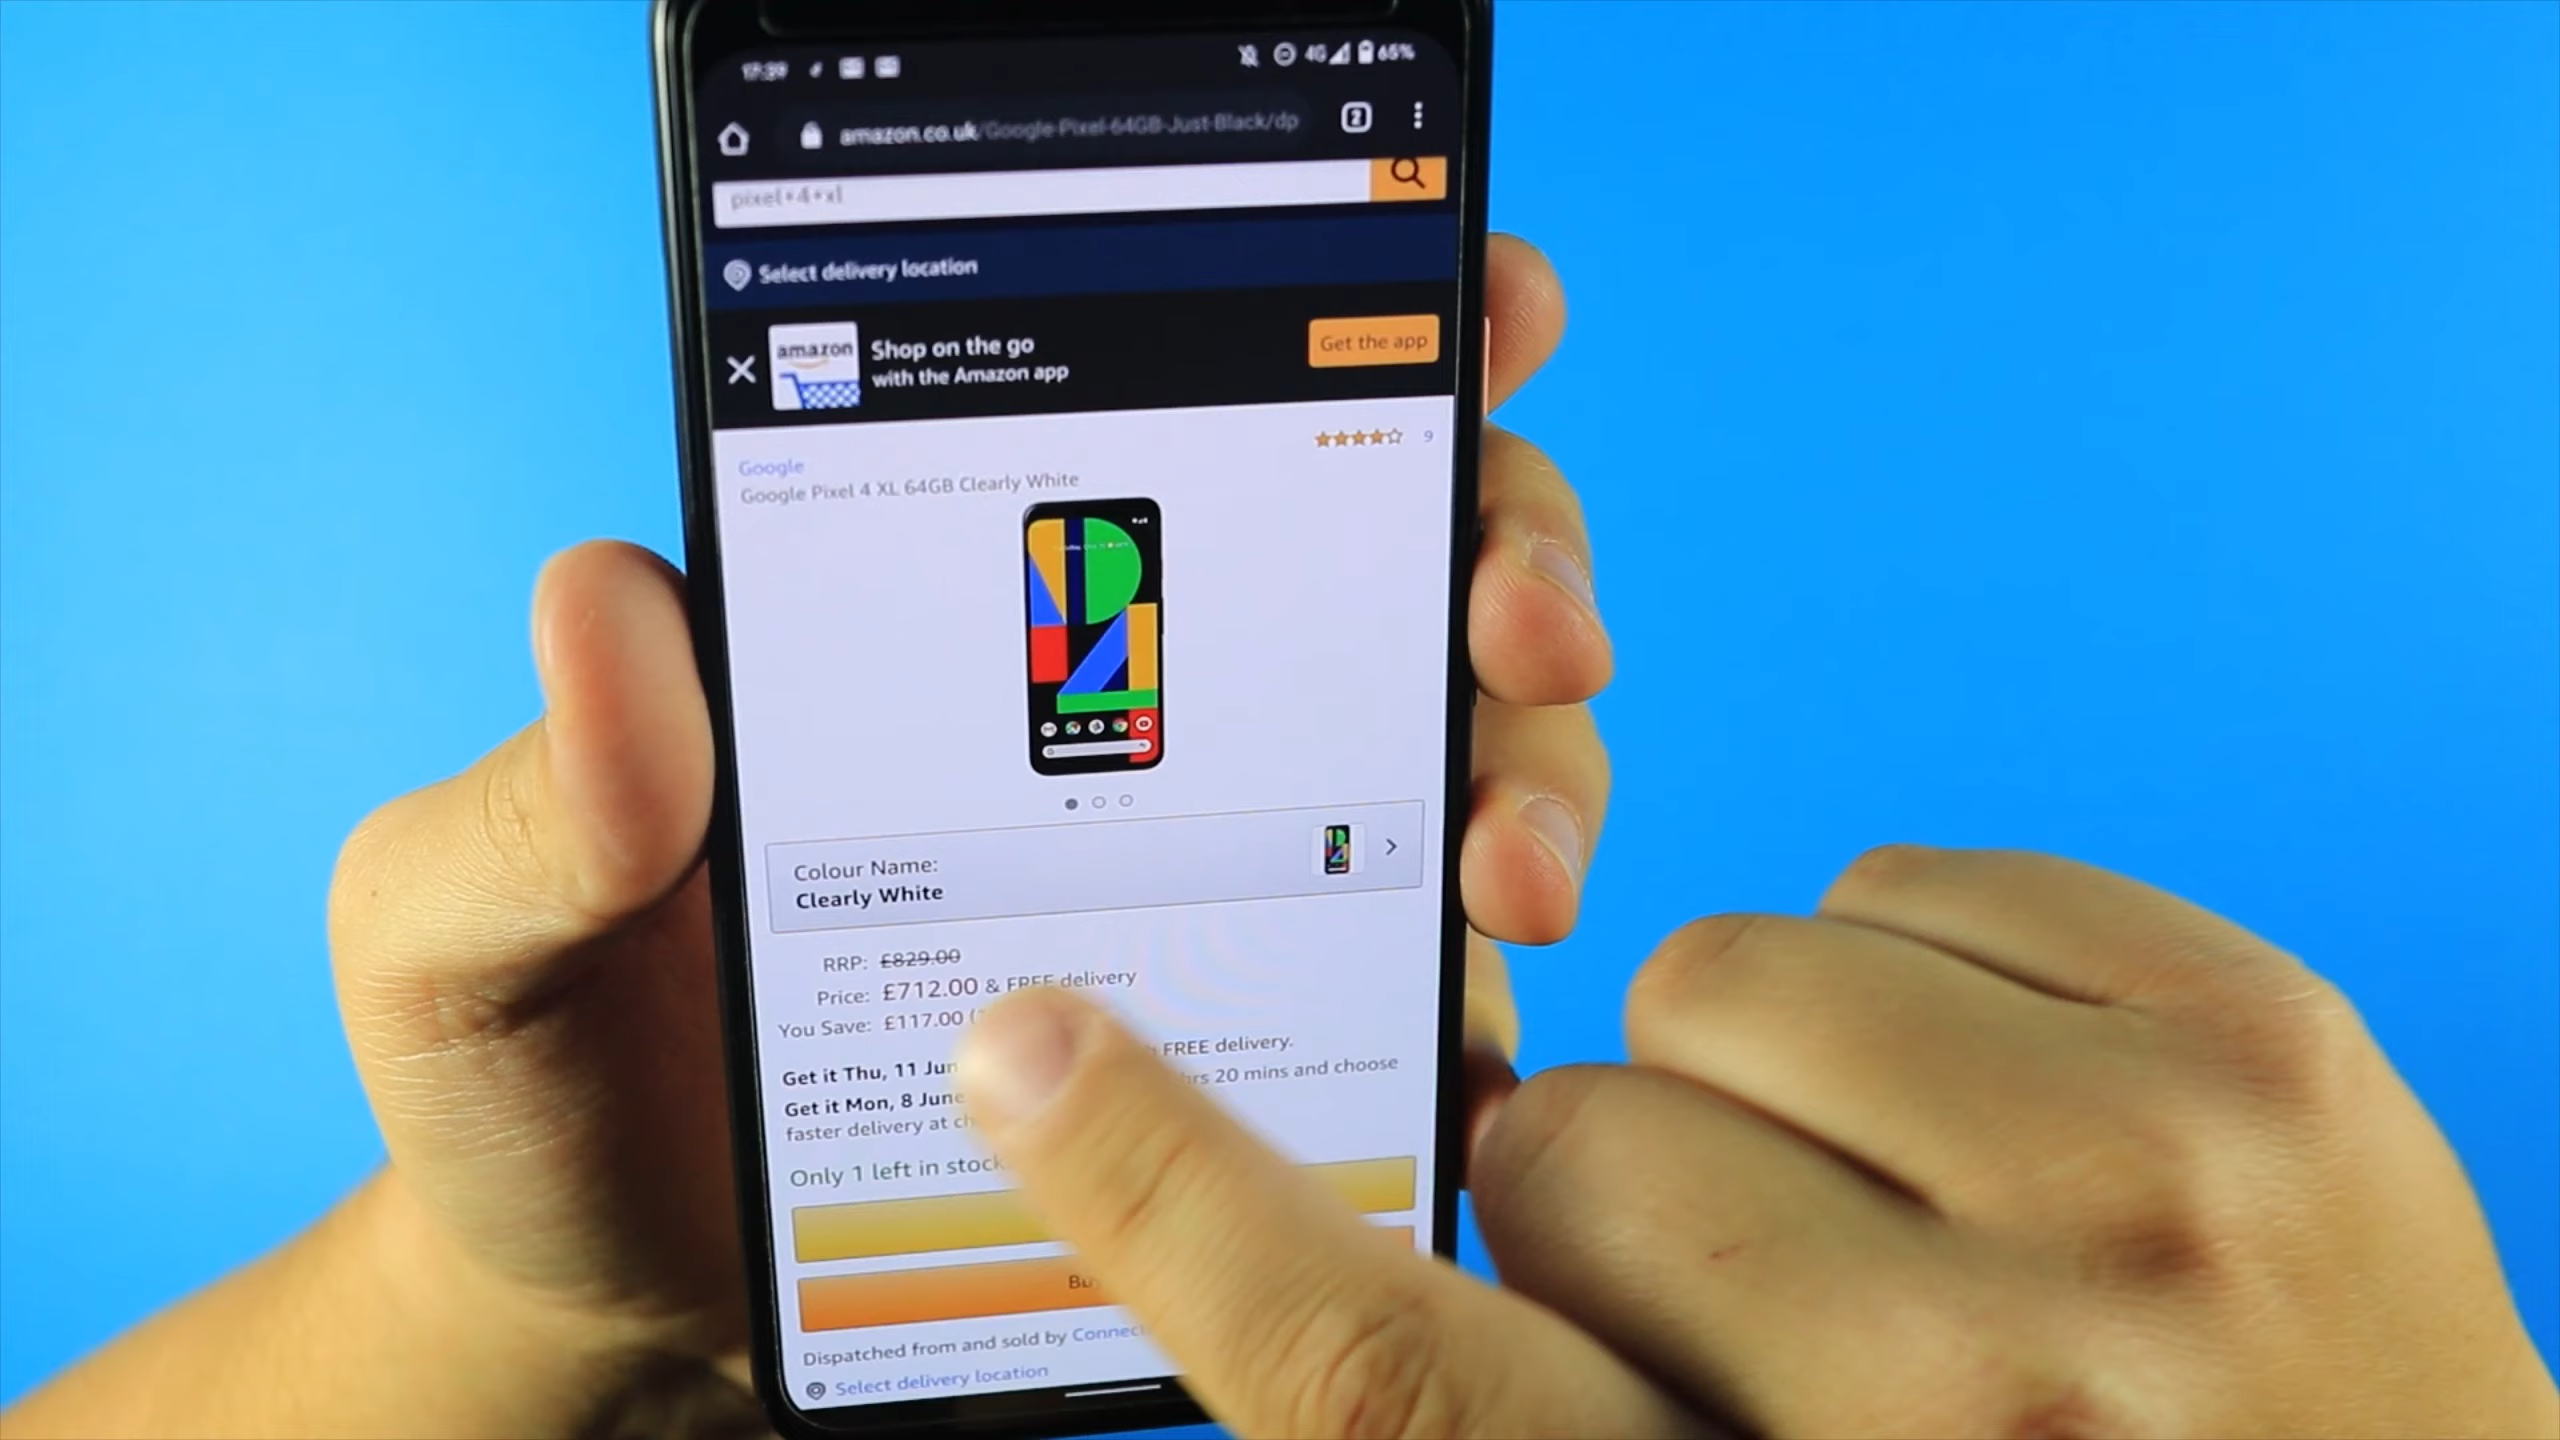 17:39 4G 65%
amazon.co.uk/Google-Pixel-64GB-Just-Black/dp 2
pixel+4+xl
Select delivery location
amazon
Shop on the go
with the Amazon app
Get the app
9
Google
Google Pixel 4 XL 64GB Clearly White
Colour Name:
Clearly White
RRP: £829.00
Price: £712.00 & FREE delivery
You Save: £117.00 (
Get it Thu, 11 Jun FREE delivery.
Get it Mon, 8 June hrs 20 mins and choose
faster delivery at
Only 1 left in stock
Dispatched from and sold by Connec
Select delivery location